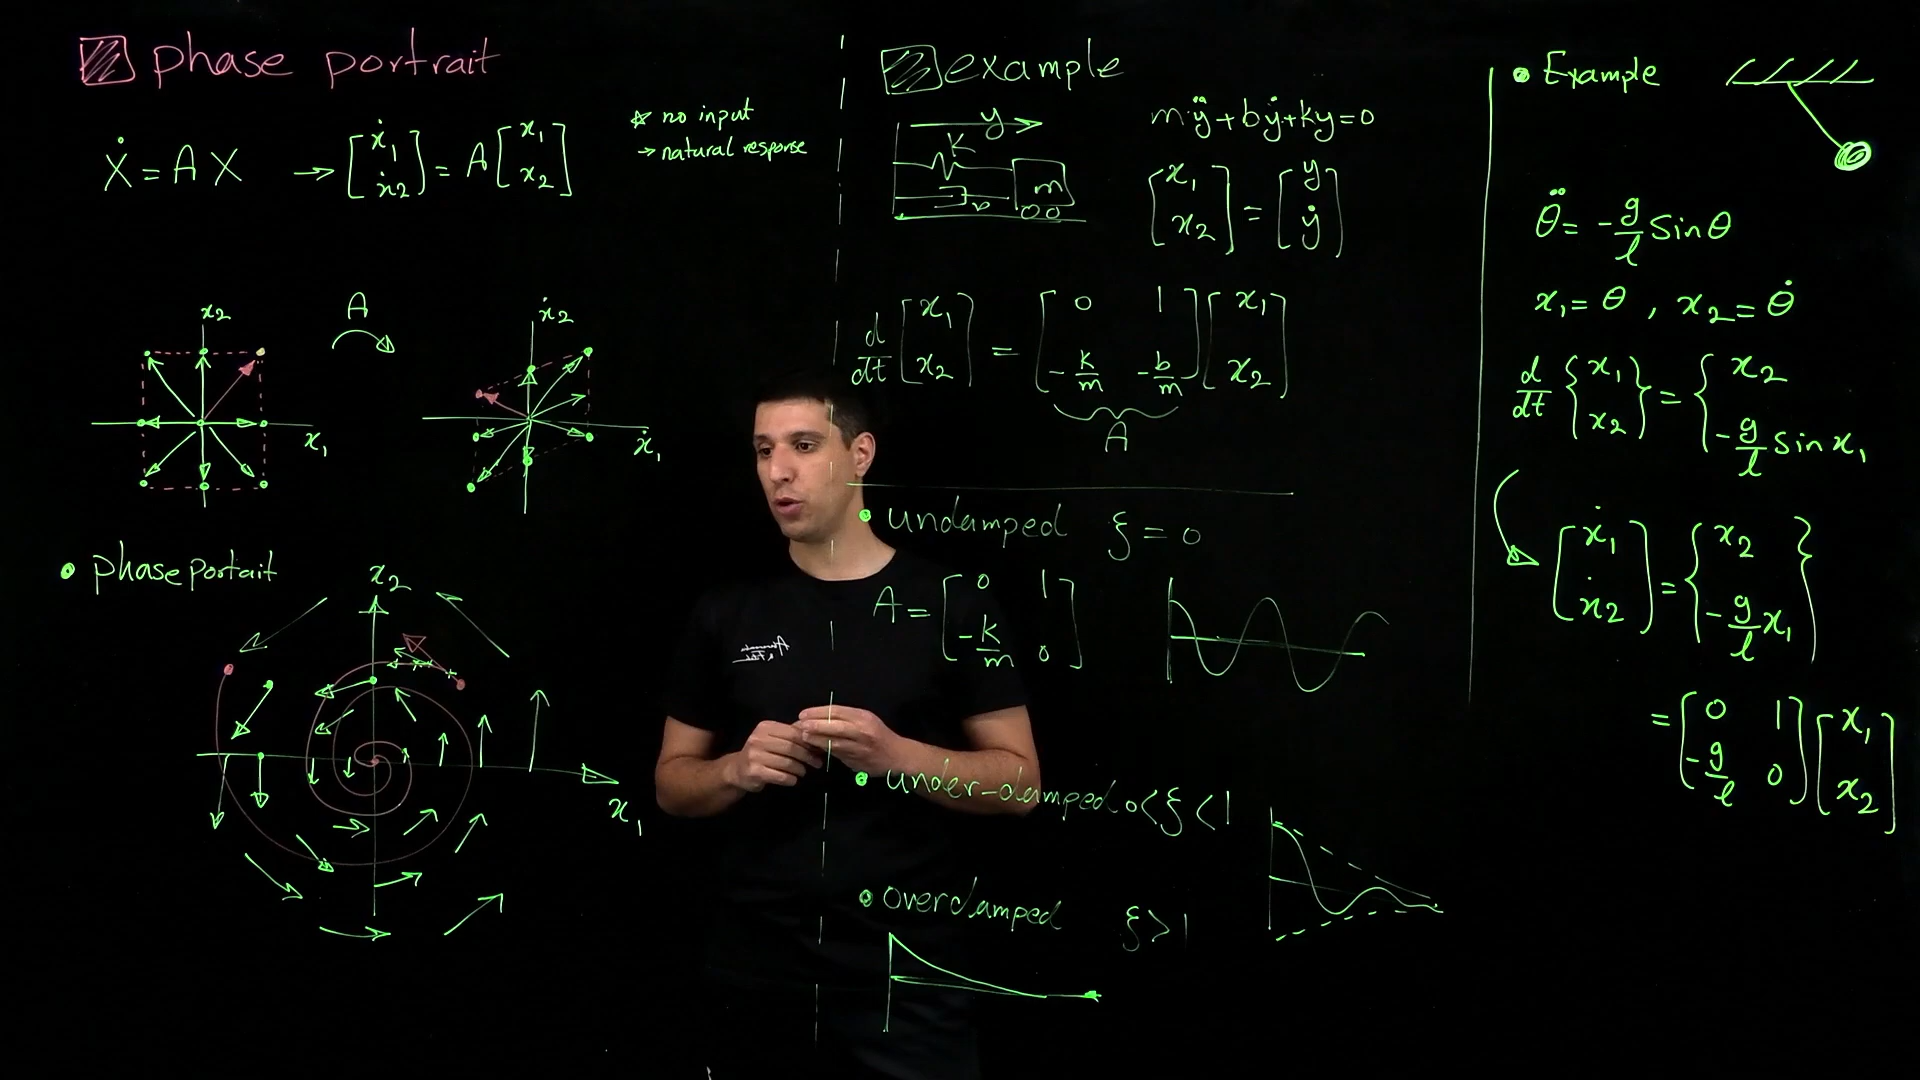 phase portrait
Ẋ = A X → [ẋ₁ ẋ₂] = A [x₁ x₂]
* no input
→ natural response
x₂
x₁
A
ẋ₂
ẋ₁
• phase portait
x₂
x₁
example
y
K
m
b
mÿ + bẏ + ky = 0
[x₁ x₂] = [y ẏ]
d/dt [x₁ x₂] = [0 1 -k/m -b/m] [x₁ x₂]
A
• undamped ξ = 0
A = [0 1 -k/m 0]
• under-damped 0<ξ<1
• overdamped ξ>1
• Example
θ̈ = -g/l Sin θ
x₁ = θ , x₂ = θ̇
d/dt {x₁ x₂} = {x₂ -g/l sin x₁
[ẋ₁ ẋ₂] = {x₂ -g/l x₁}
= [0 1 -g/l 0] [x₁ x₂]